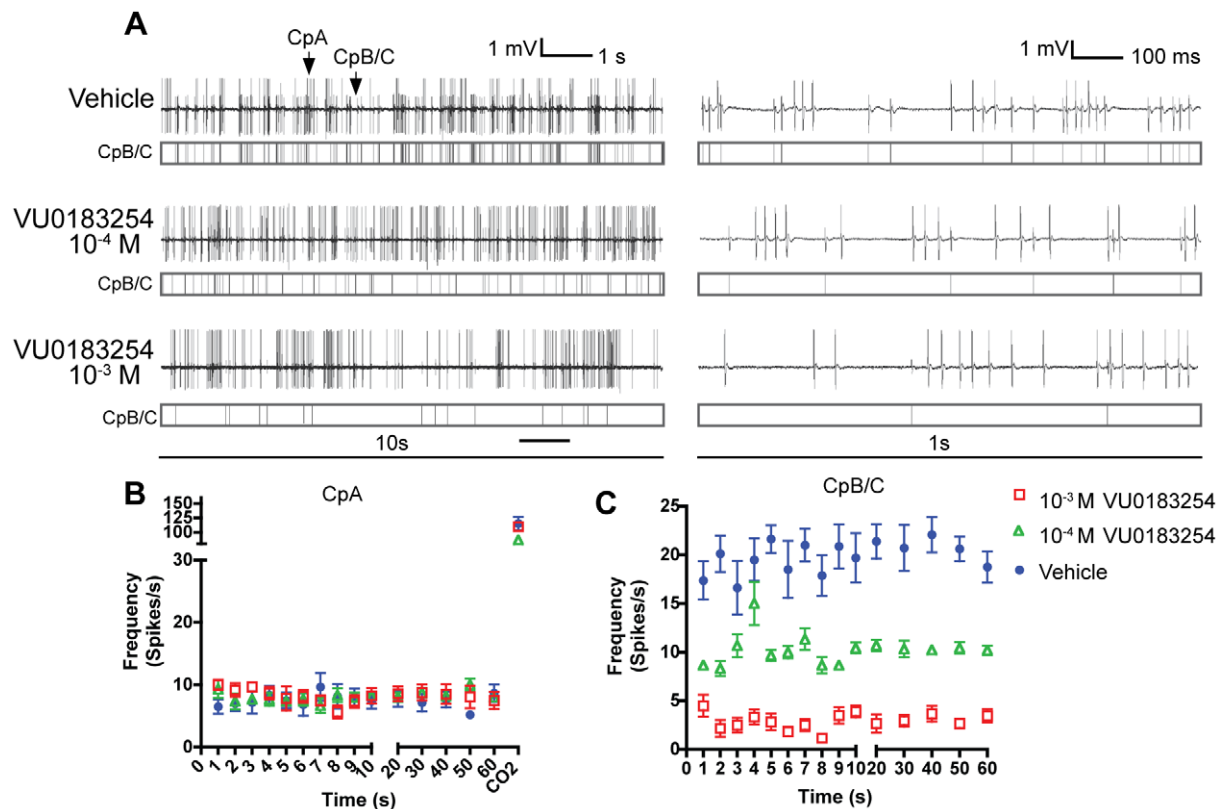 A
CpA
CpB/C
1 mV
1 s
1 mV
100 ms
Vehicle
CpB/C
VU0183254
10⁻⁴ M
CpB/C
VU0183254
10⁻³ M
CpB/C
10s
1s
B
CpA
150
125
100
30
20
10
0
Frequency
(Spikes/s)
0 1 2 3 4 5 6 7 8 9 10 20 30 40 50 60 CO2
Time (s)
C
CpB/C
25
20
15
10
5
0
Frequency
(Spikes/s)
0 1 2 3 4 5 6 7 8 9 10 20 30 40 50 60
Time (s)
10⁻³ M VU0183254
10⁻⁴ M VU0183254
Vehicle